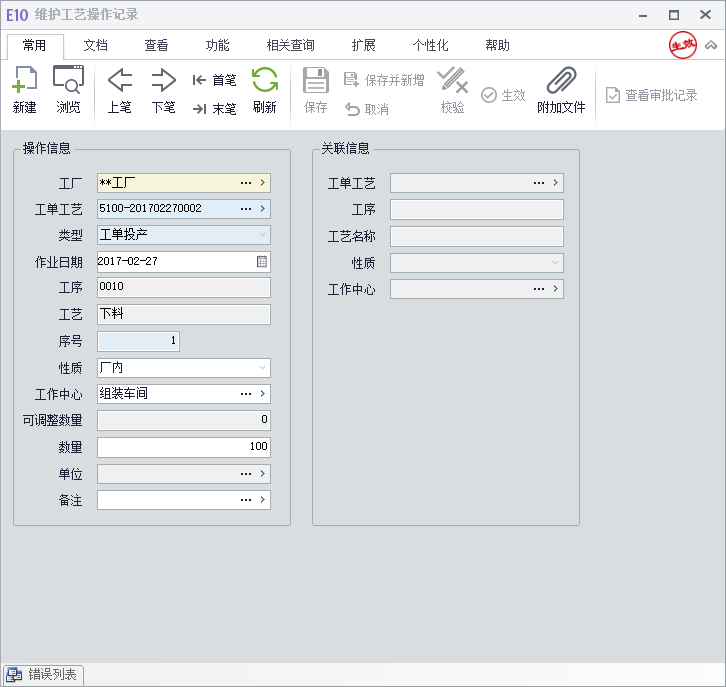 E10 维护工艺操作记录
常用 文档 查看 功能 相关查询 扩展 个性化 帮助 生效
新建 浏览 上笔 下笔 首笔 末笔 刷新 保存 保存并新增 取消 校验 生效 附加文件 查看审批记录
操作信息
工厂 **工厂
工单工艺 5100-201702270002
类型 工单投产
作业日期 2017-02-27
工序 0010
工艺 下料
序号 1
性质 厂内
工作中心 组装车间
可调整数量 0
数量 100
单位
备注
关联信息
工单工艺
工序
工艺名称
性质
工作中心
错误列表